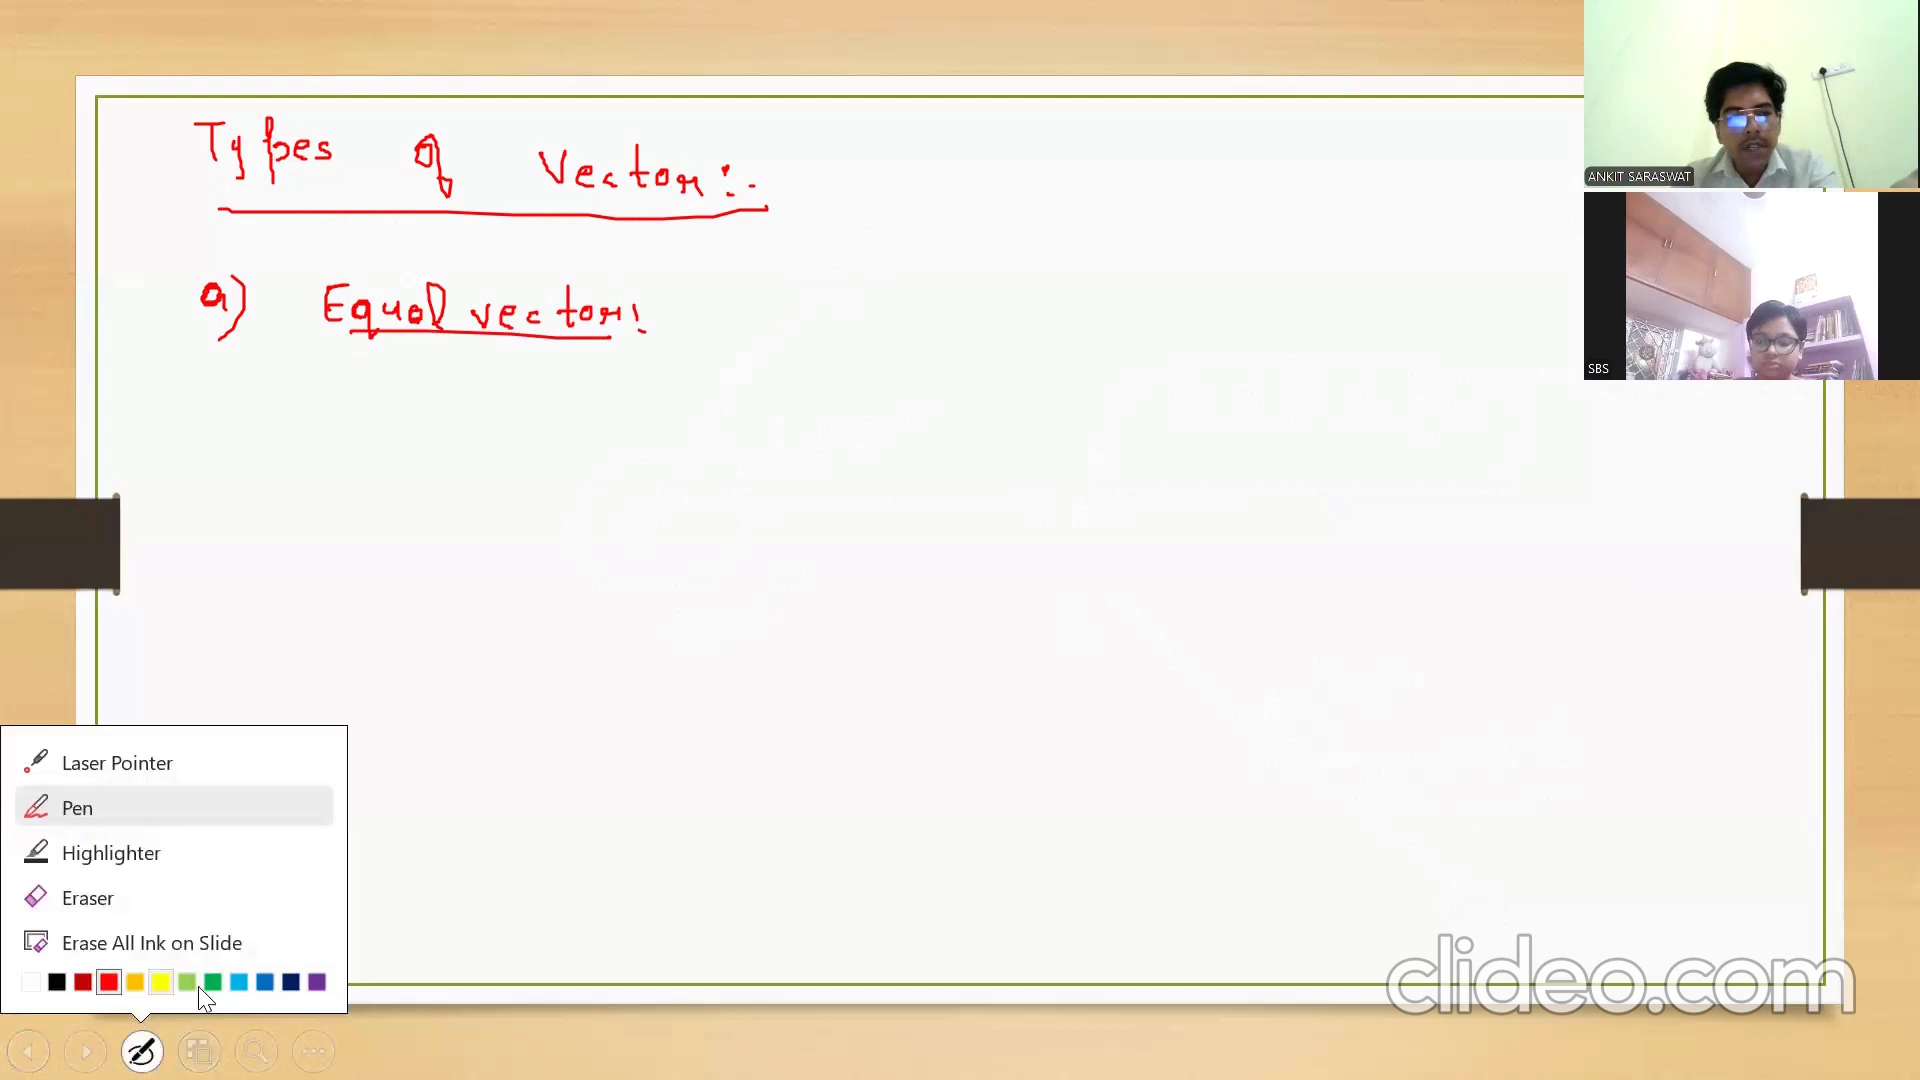 Types of Vector:-
ANKIT SARASWAT
a) Equal vector:
SBS
Laser Pointer
Pen
Highlighter
Eraser
Erase All Ink on Slide
clideo.com